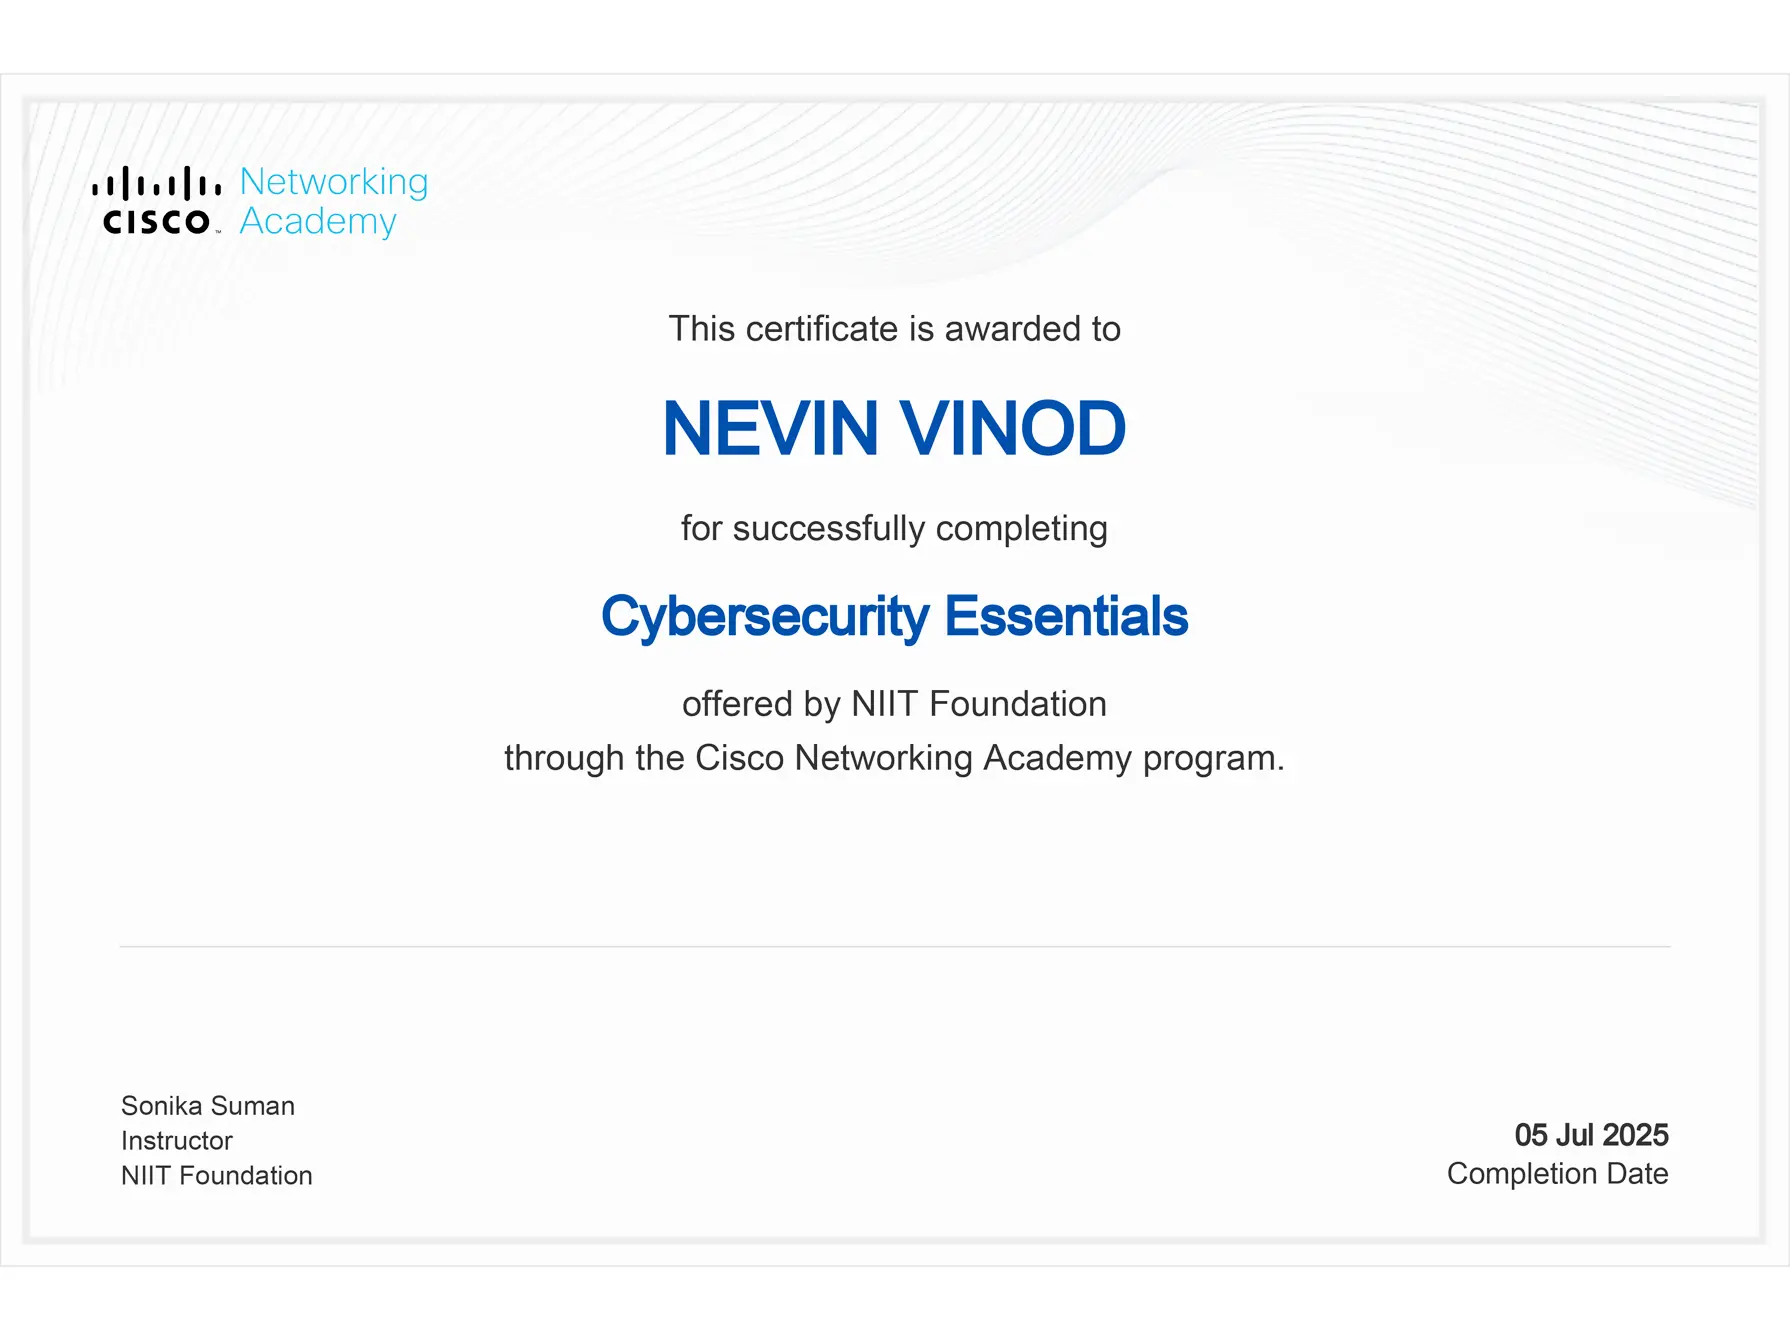 CISCO™ Networking
Academy
This certificate is awarded to
NEVIN VINOD
for successfully completing
Cybersecurity Essentials
offered by NIIT Foundation
through the Cisco Networking Academy program.
Sonika Suman
Instructor
NIIT Foundation
05 Jul 2025
Completion Date